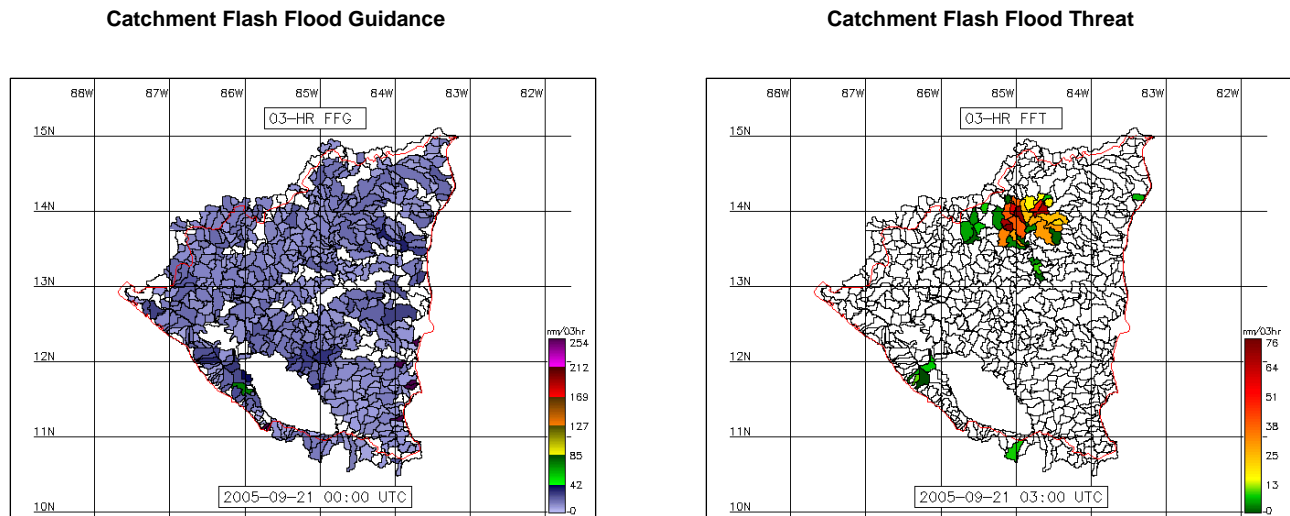 Catchment Flash Flood Guidance
88W 87W 86W 85W 84W 83W 82W
03-HR FFG
15N
14N
13N
12N
11N
10N
mm/03hr
254
212
169
127
85
42
0
2005-09-21 00:00 UTC
Catchment Flash Flood Threat
88W 87W 86W 85W 84W 83W 82W
03-HR FFT
15N
14N
13N
12N
11N
10N
mm/03hr
76
64
51
38
25
13
0
2005-09-21 03:00 UTC